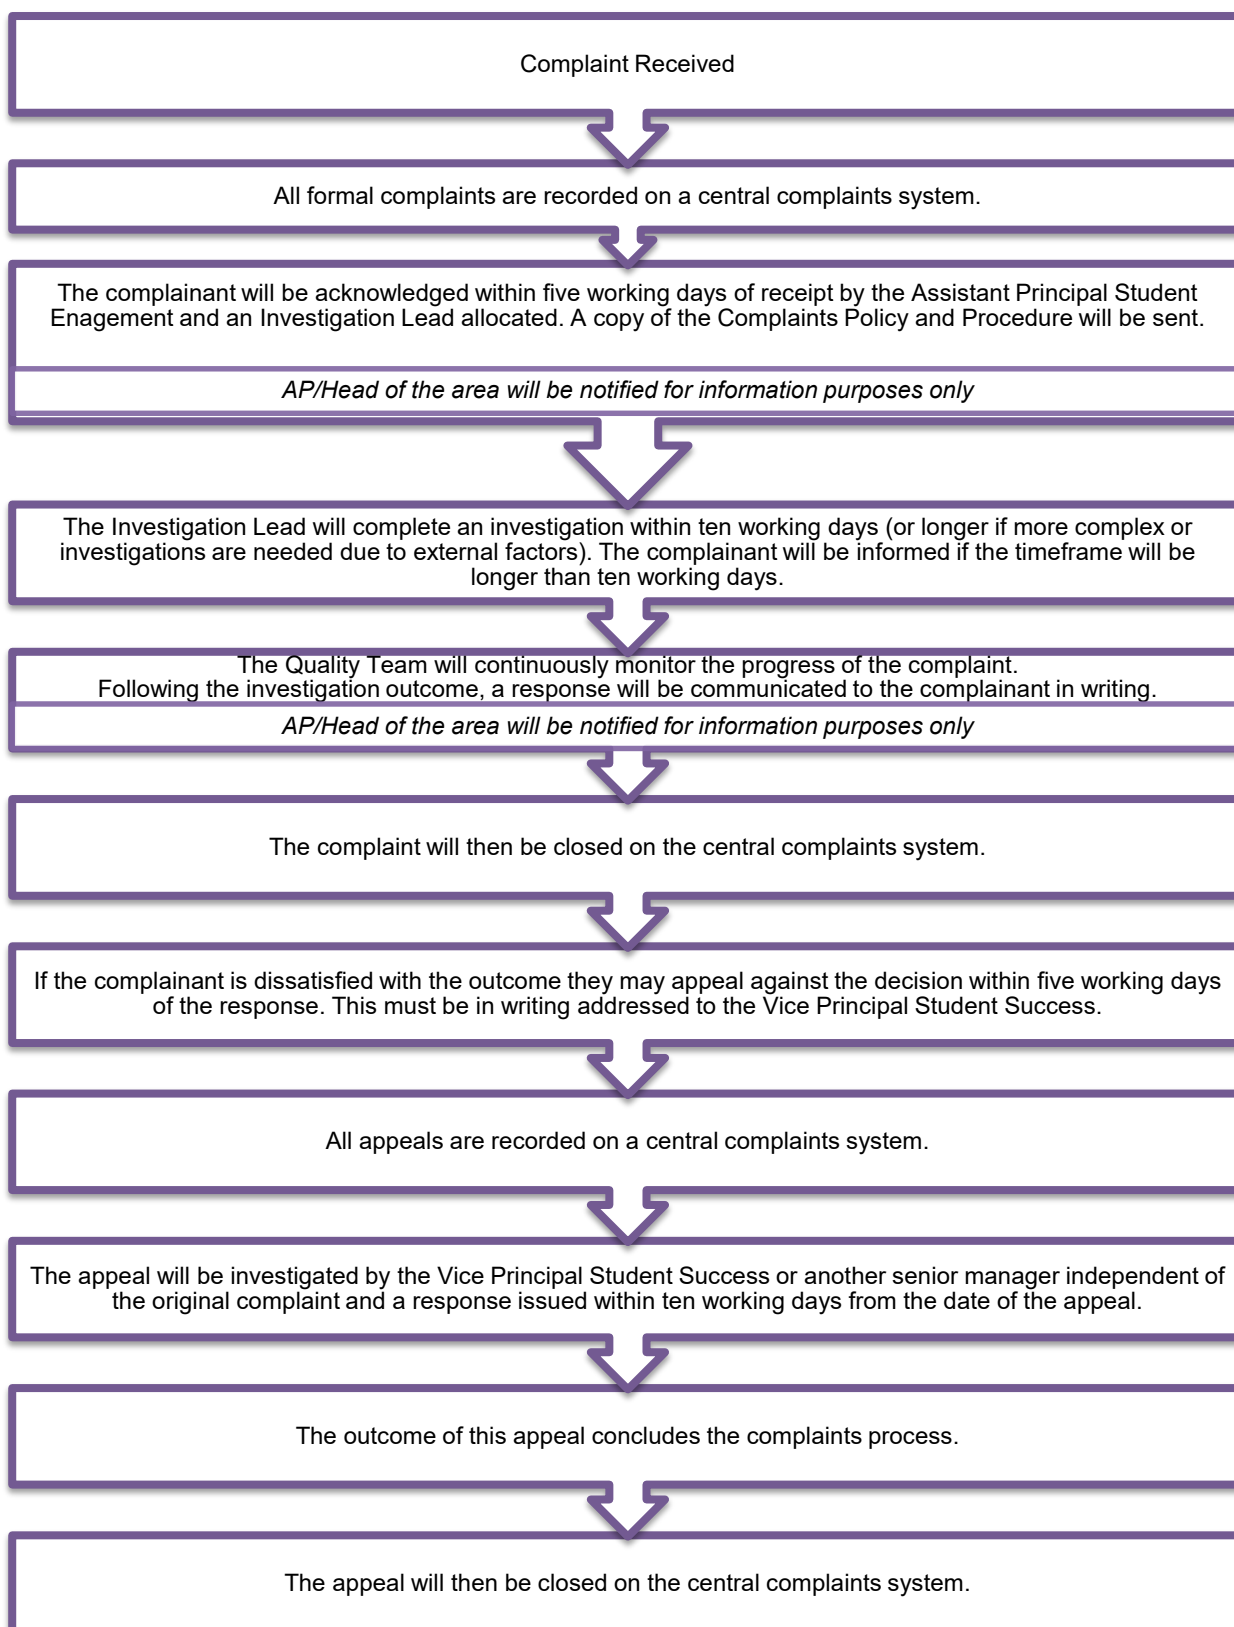 Complaint Received
All formal complaints are recorded on a central complaints system.
The complainant will be acknowledged within five working days of receipt by the Assistant Principal Student
Enagement and an Investigation Lead allocated. A copy of the Complaints Policy and Procedure will be sent.
AP/Head of the area will be notified for information purposes only
The Investigation Lead will complete an investigation within ten working days (or longer if more complex or
investigations are needed due to external factors). The complainant will be informed if the timeframe will be
longer than ten working days.
The Quality Team will continuously monitor the progress of the complaint.
Following the investigation outcome, a response will be communicated to the complainant in writing.
AP/Head of the area will be notified for information purposes only
The complaint will then be closed on the central complaints system.
If the complainant is dissatisfied with the outcome they may appeal against the decision within five working days
of the response. This must be in writing addressed to the Vice Principal Student Success.
All appeals are recorded on a central complaints system.
The appeal will be investigated by the Vice Principal Student Success or another senior manager independent of
the original complaint and a response issued within ten working days from the date of the appeal.
The outcome of this appeal concludes the complaints process.
The appeal will then be closed on the central complaints system.